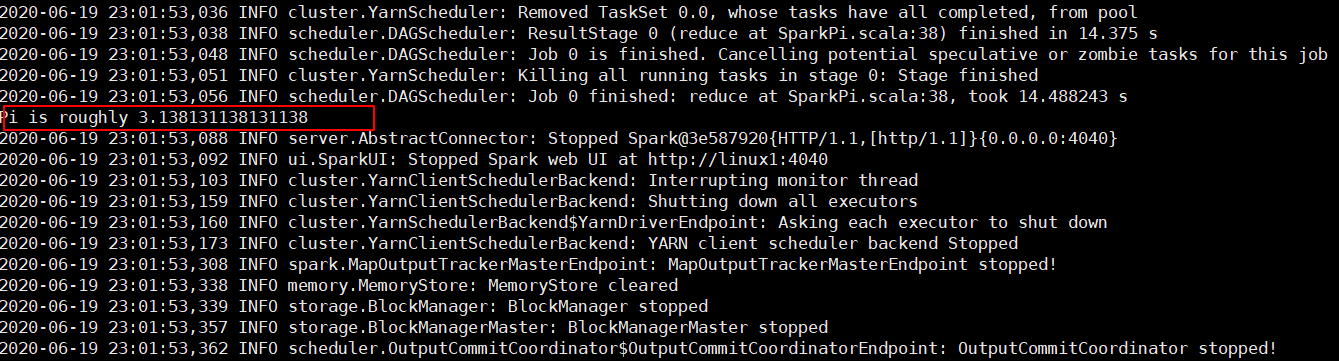 2020-06-19 23:01:53,036 INFO cluster.YarnScheduler: Removed TaskSet 0.0, whose tasks have all completed, from pool
2020-06-19 23:01:53,038 INFO scheduler.DAGScheduler: ResultStage 0 (reduce at SparkPi.scala:38) finished in 14.375 s
2020-06-19 23:01:53,048 INFO scheduler.DAGScheduler: Job 0 is finished. Cancelling potential speculative or zombie tasks for this job
2020-06-19 23:01:53,051 INFO cluster.YarnScheduler: Killing all running tasks in stage 0: Stage finished
2020-06-19 23:01:53,056 INFO scheduler.DAGScheduler: Job 0 finished: reduce at SparkPi.scala:38, took 14.488243 s
Pi is roughly 3.138131138131138
2020-06-19 23:01:53,088 INFO server.AbstractConnector: Stopped Spark@3e587920{HTTP/1.1,[http/1.1]}{0.0.0.0:4040}
2020-06-19 23:01:53,092 INFO ui.SparkUI: Stopped Spark web UI at http://linux1:4040
2020-06-19 23:01:53,103 INFO cluster.YarnClientSchedulerBackend: Interrupting monitor thread
2020-06-19 23:01:53,159 INFO cluster.YarnClientSchedulerBackend: Shutting down all executors
2020-06-19 23:01:53,160 INFO cluster.YarnSchedulerBackend$YarnDriverEndpoint: Asking each executor to shut down
2020-06-19 23:01:53,173 INFO cluster.YarnClientSchedulerBackend: YARN client scheduler backend Stopped
2020-06-19 23:01:53,308 INFO spark.MapOutputTrackerMasterEndpoint: MapOutputTrackerMasterEndpoint stopped!
2020-06-19 23:01:53,338 INFO memory.MemoryStore: MemoryStore cleared
2020-06-19 23:01:53,339 INFO storage.BlockManager: BlockManager stopped
2020-06-19 23:01:53,357 INFO storage.BlockManagerMaster: BlockManagerMaster stopped
2020-06-19 23:01:53,362 INFO scheduler.OutputCommitCoordinator$OutputCommitCoordinatorEndpoint: OutputCommitCoordinator stopped!